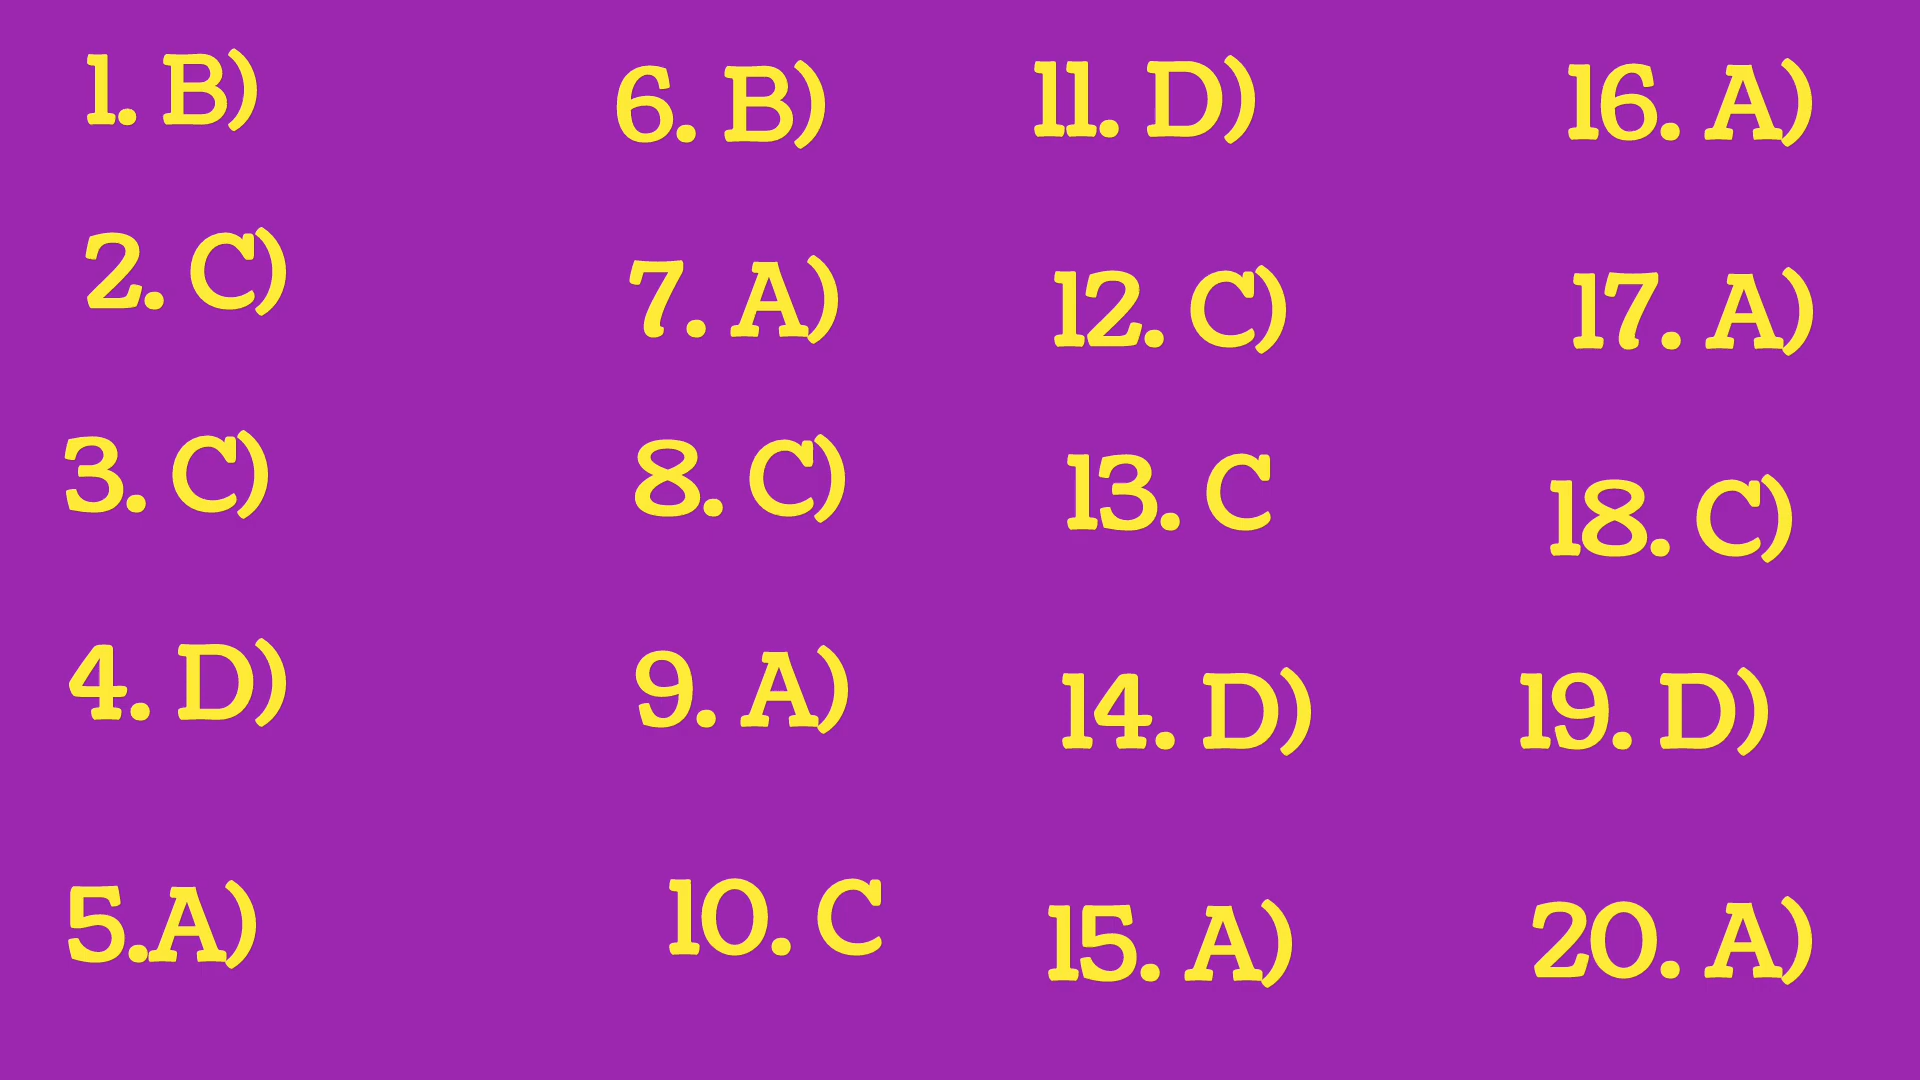 1. B)
2. C)
3. C)
4. D)
5.A)
6. B)
7. A)
8. C)
9. A)
10. C
11. D)
12. C)
13. C
14. D)
15. A)
16. A)
17. A)
18. C)
19. D)
20. A)